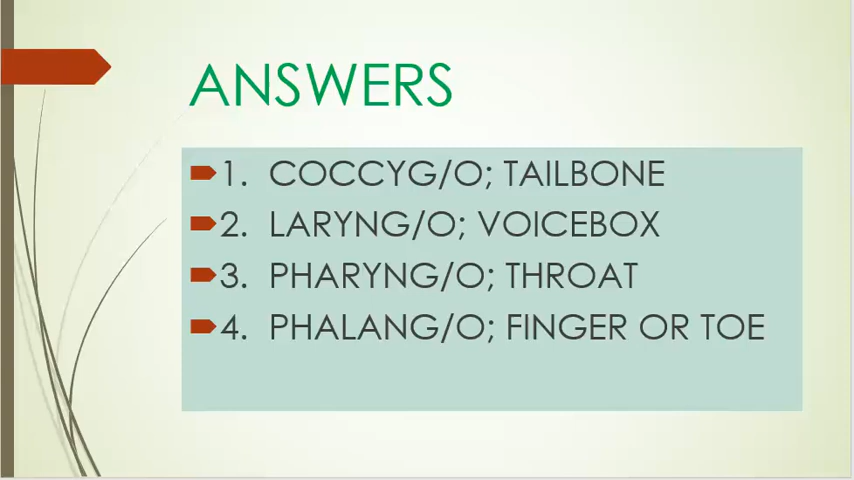 ANSWERS
1. COCCYG/O; TAILBONE
2. LARYNG/O; VOICEBOX
3. PHARYNG/O; THROAT
4. PHALANG/O; FINGER OR TOE